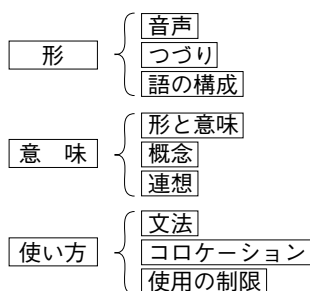 形
音声
つづり
語の構成
意　味
形と意味
概念
連想
使い方
文法
コロケーション
使用の制限